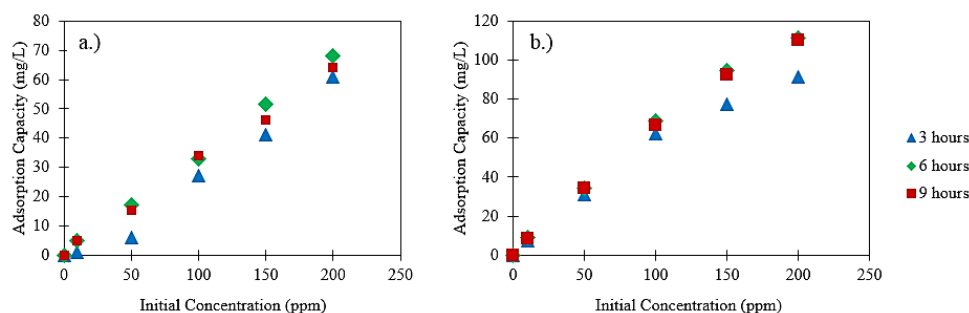 a.)
Adsorption Capacity (mg/L)
80
70
60
50
40
30
20
10
0
0 50 100 150 200 250
Initial Concentration (ppm)
b.)
Adsorption Capacity (mg/L)
120
100
80
60
40
20
0
0 50 100 150 200 250
Initial Concentration (ppm)
3 hours
6 hours
9 hours